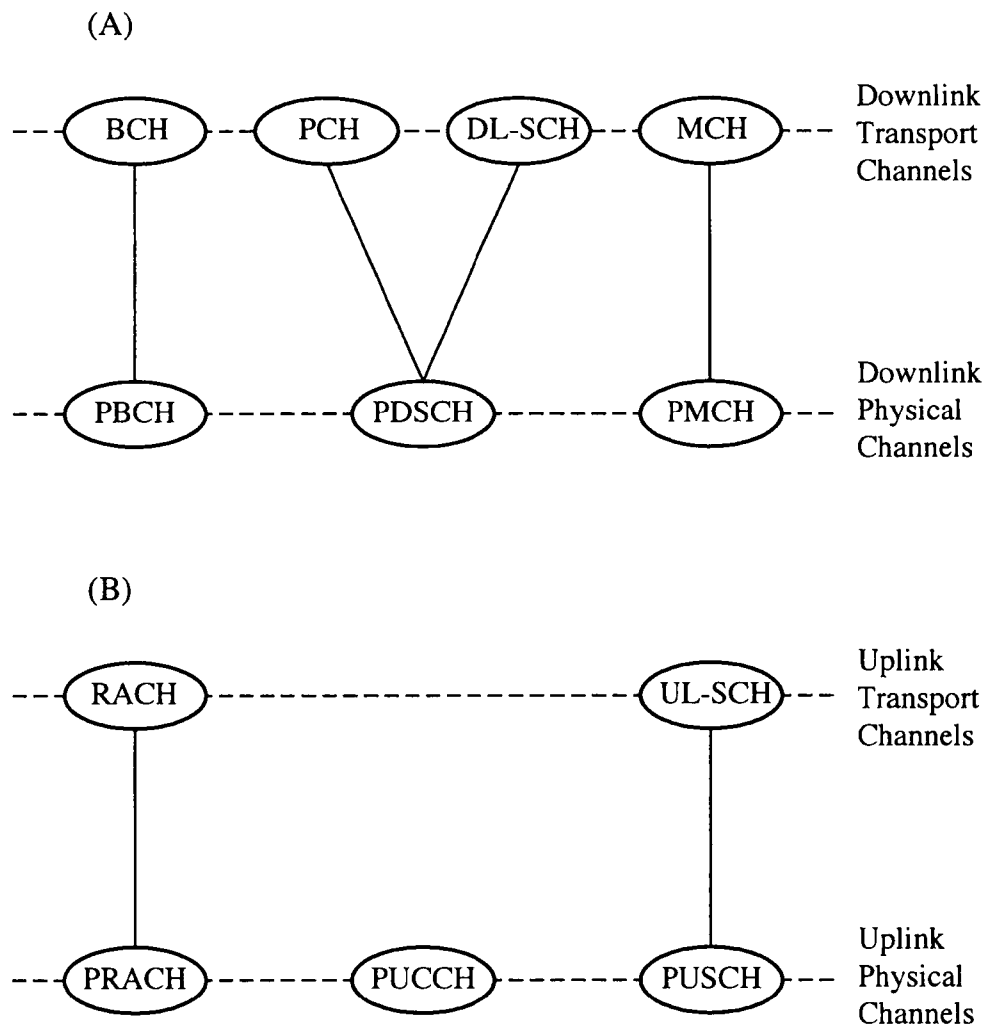 (A)
BCH PCH DL-SCH MCH
Downlink
Transport
Channels
PBCH PDSCH PMCH
Downlink
Physical
Channels
(B)
RACH UL-SCH
Uplink
Transport
Channels
PRACH PUCCH PUSCH
Uplink
Physical
Channels